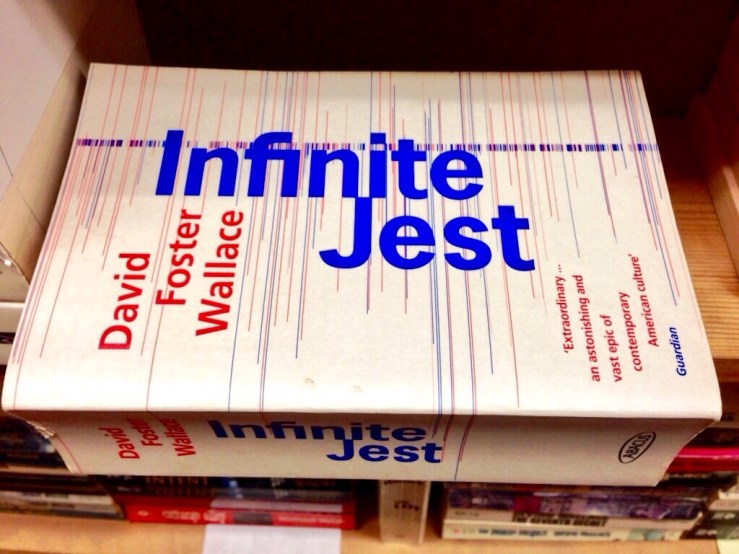 Infinite
Jest
David
Foster
Wallace
'Extraordinary ...
an astonishing and
vast epic of
contemporary
American culture'
Guardian
David
Foster
Wallace
Infinite
Jest
ABACUS